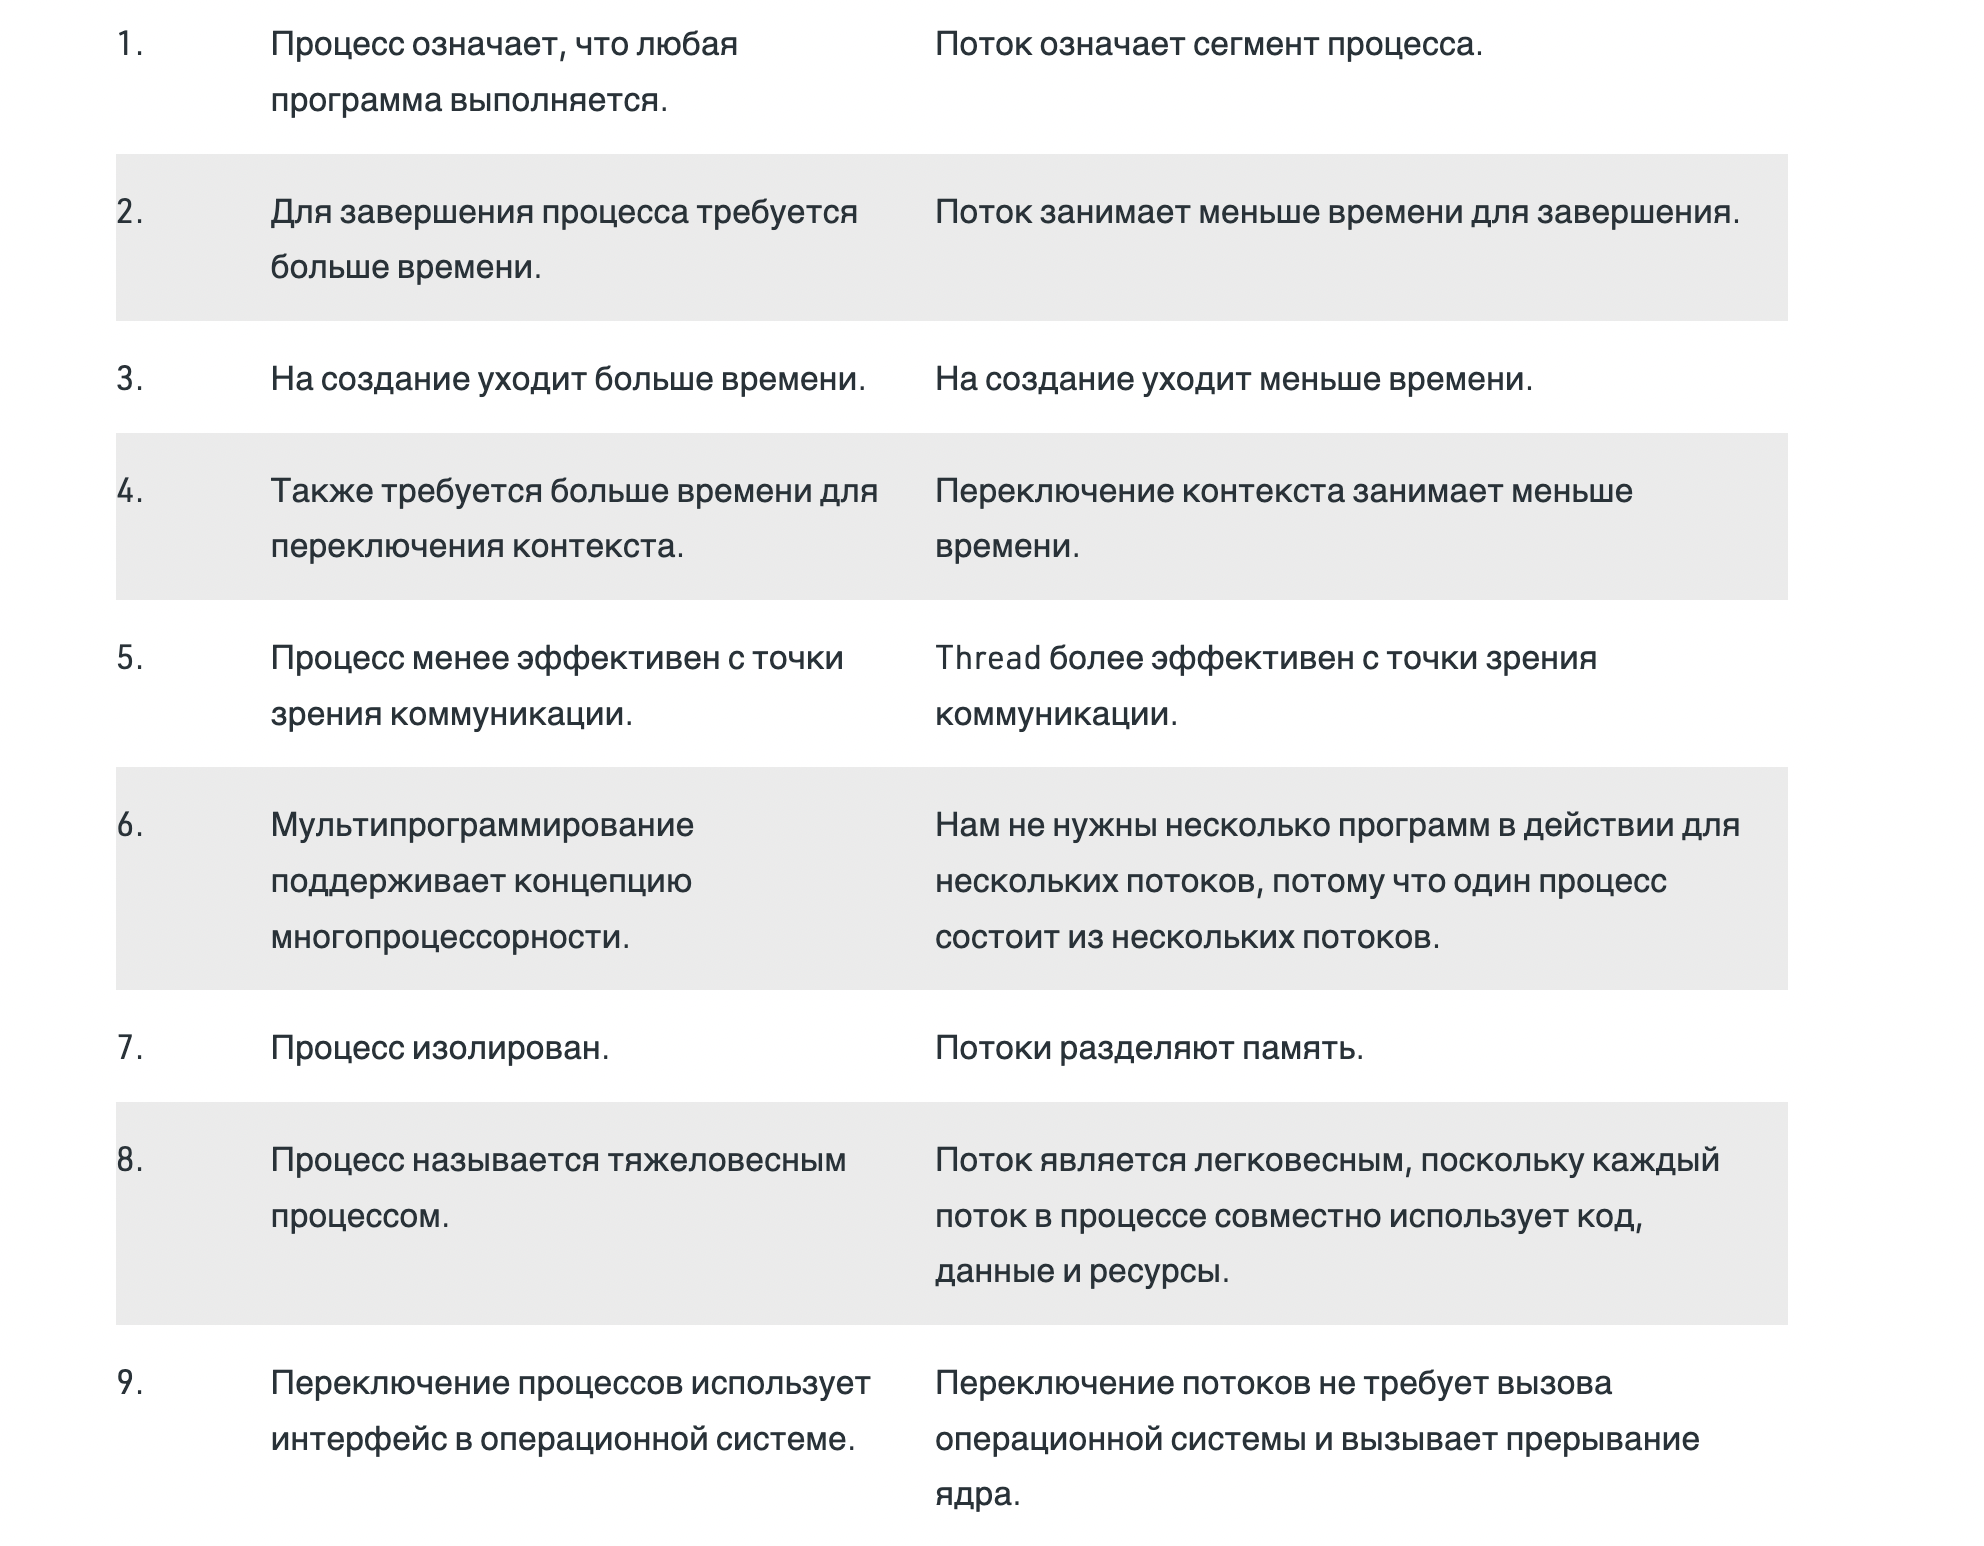 1.
Процесс означает, что любая
программа выполняется.
Поток означает сегмент процесса.
2.
Для завершения процесса требуется
больше времени.
Поток занимает меньше времени для завершения.
3.
На создание уходит больше времени.
На создание уходит меньше времени.
4.
Также требуется больше времени для
переключения контекста.
Переключение контекста занимает меньше
времени.
5.
Процесс менее эффективен с точки
зрения коммуникации.
Thread более эффективен с точки зрения
коммуникации.
6.
Мультипрограммирование
поддерживает концепцию
многопроцессорности.
Нам не нужны несколько программ в действии для
нескольких потоков, потому что один процесс
состоит из нескольких потоков.
7.
Процесс изолирован.
Потоки разделяют память.
8.
Процесс называется тяжеловесным
процессом.
Поток является легковесным, поскольку каждый
поток в процессе совместно использует код,
данные и ресурсы.
9.
Переключение процессов использует
интерфейс в операционной системе.
Переключение потоков не требует вызова
операционной системы и вызывает прерывание
ядра.